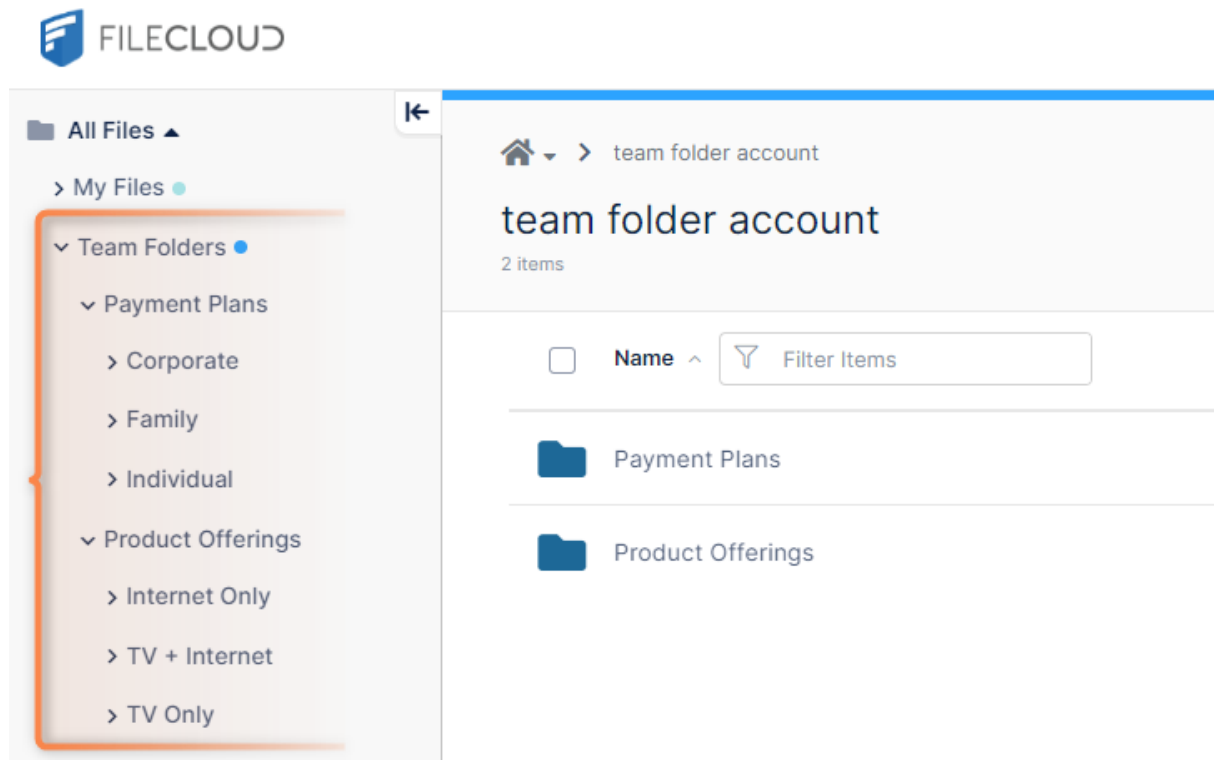 FILECLOUD
All Files
My Files
Team Folders
Payment Plans
Corporate
Family
Individual
Product Offerings
Internet Only
TV + Internet
TV Only
team folder account
team folder account
2 items
Name
Filter Items
Payment Plans
Product Offerings